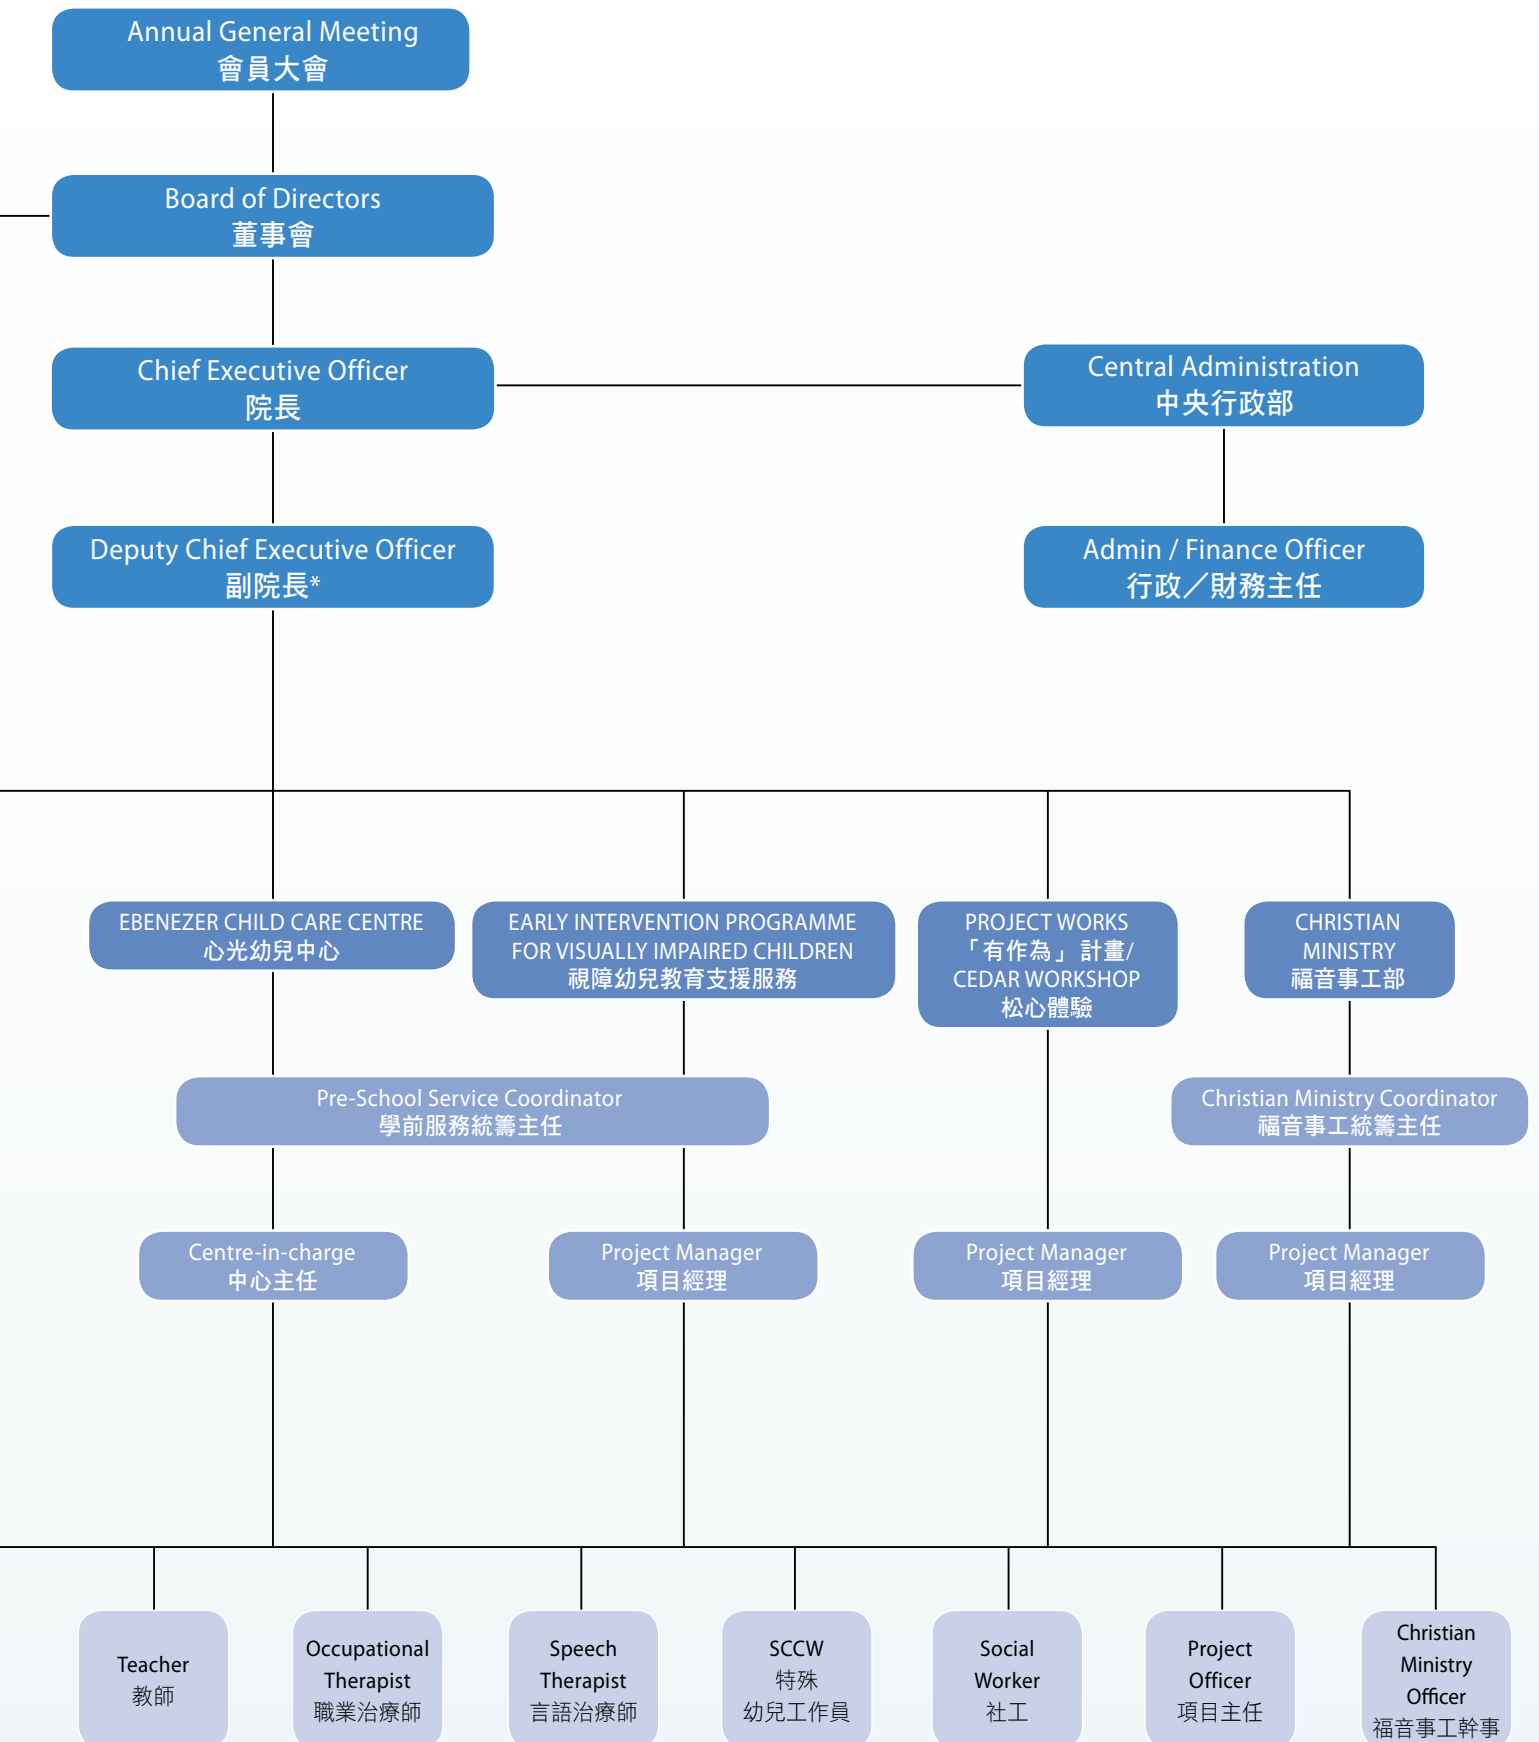 Annual General Meeting
會員大會
Board of Directors
董事會
Chief Executive Officer
院長
Central Administration
中央行政部
Deputy Chief Executive Officer
副院長*
Admin / Finance Officer
行政／財務主任
EBENEZER CHILD CARE CENTRE
心光幼兒中心
EARLY INTERVENTION PROGRAMME
FOR VISUALLY IMPAIRED CHILDREN
視障幼兒教育支援服務
PROJECT WORKS
「有作為」計畫/
CEDAR WORKSHOP
松心體驗
CHRISTIAN
MINISTRY
福音事工部
Pre-School Service Coordinator
學前服務統籌主任
Christian Ministry Coordinator
福音事工統籌主任
Centre-in-charge
中心主任
Project Manager
項目經理
Project Manager
項目經理
Project Manager
項目經理
Teacher
教師
Occupational
Therapist
職業治療師
Speech
Therapist
言語治療師
SCCW
特殊
幼兒工作員
Social
Worker
社工
Project
Officer
項目主任
Christian
Ministry
Officer
福音事工幹事